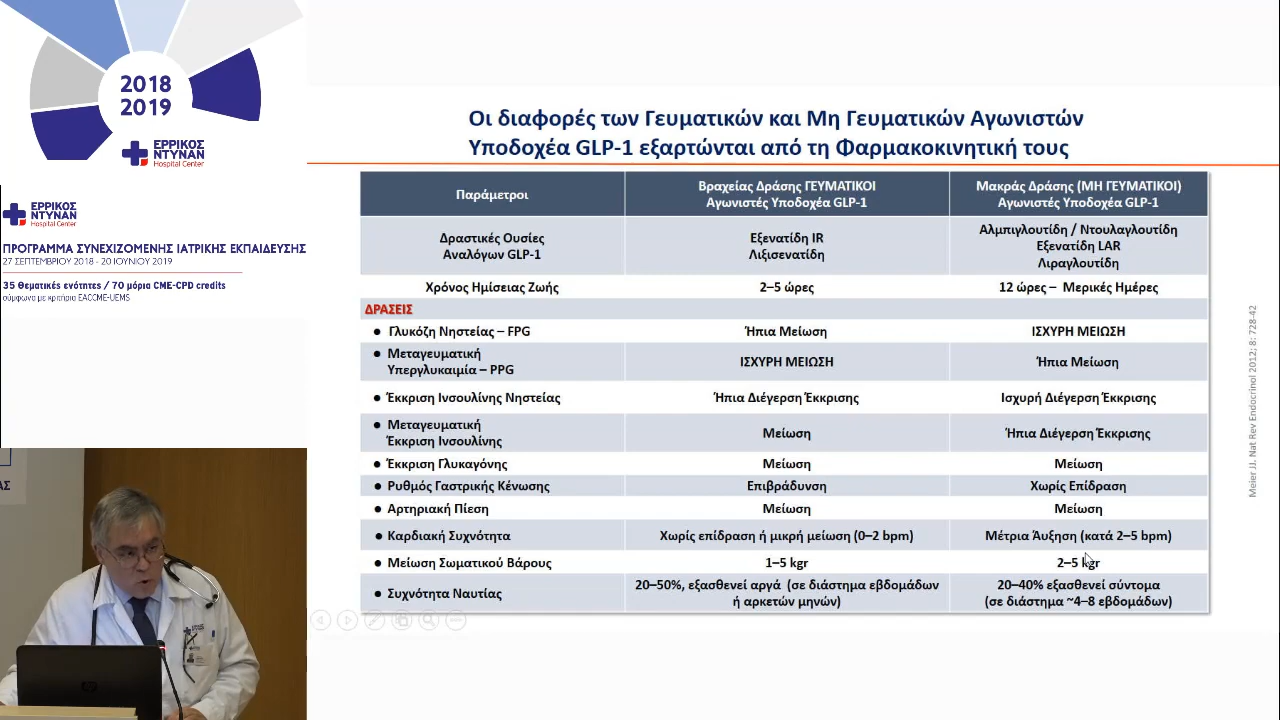 2018
2019
ΕΡΡΙΚΟΣ
ΝΤΥΝΑΝ
Hospital Center
ΕΡΡΙΚΟΣ
ΝΤΥΝΑΝ
Hospital Center
ΠΡΟΓΡΑΜΜΑ ΣΥΝΕΧΙΖΟΜΕΝΗΣ ΙΑΤΡΙΚΗΣ ΕΚΠΑΙΔΕΥΣΗΣ
27 ΣΕΠΤΕΜΒΡΙΟΥ 2018 - 20 ΙΟΥΝΙΟΥ 2019
35 θεματικές ενότητες / 70 μόρια CME-CPD credits
σύμφωνα με κριτήρια EACCME-UEMS
Οι διαφορές των Γευματικών και Μη Γευματικών Αγωνιστών
Υποδοχέα GLP-1 εξαρτώνται από τη Φαρμακοκινητική τους
Παράμετροι
Βραχείας Δράσης ΓΕΥΜΑΤΙΚΟΙ
Αγωνιστές Υποδοχέα GLP-1
Μακράς Δράσης (ΜΗ ΓΕΥΜΑΤΙΚΟΙ)
Αγωνιστές Υποδοχέα GLP-1
Δραστικές Ουσίες
Αναλόγων GLP-1
Εξενατίδη IR
Λιξισενατίδη
Αλμπιγλουτίδη / Ντουλαγλουτίδη
Εξενατίδη LAR
Λιραγλουτίδη
Χρόνος Ημίσειας Ζωής
2–5 ώρες
12 ώρες – Μερικές Ημέρες
ΔΡΑΣΕΙΣ
● Γλυκόζη Νηστείας – FPG
Ήπια Μείωση
ΙΣΧΥΡΗ ΜΕΙΩΣΗ
● Μεταγευματική
Υπεργλυκαιμία – PPG
ΙΣΧΥΡΗ ΜΕΙΩΣΗ
Ήπια Μείωση
● Έκκριση Ινσουλίνης Νηστείας
Ήπια Διέγερση Έκκρισης
Ισχυρή Διέγερση Έκκρισης
● Μεταγευματική
Έκκριση Ινσουλίνης
Μείωση
Ήπια Διέγερση Έκκρισης
● Έκκριση Γλυκαγόνης
Μείωση
Μείωση
● Ρυθμός Γαστρικής Κένωσης
Επιβράδυνση
Χωρίς Επίδραση
● Αρτηριακή Πίεση
Μείωση
Μείωση
● Καρδιακή Συχνότητα
Χωρίς επίδραση ή μικρή μείωση (0–2 bpm)
Μέτρια Άυξηση (κατά 2–5 bpm)
● Μείωση Σωματικού Βάρους
1–5 kgr
2–5 kgr
● Συχνότητα Ναυτίας
20–50%, εξασθενεί αργά (σε διάστημα εβδομάδων
ή αρκετών μηνών)
20–40% εξασθενεί σύντομα
(σε διάστημα ~4–8 εβδομάδων)
Meier JJ. Nat Rev Endocrinol 2012; 8: 728-42
ΑΣ
hp